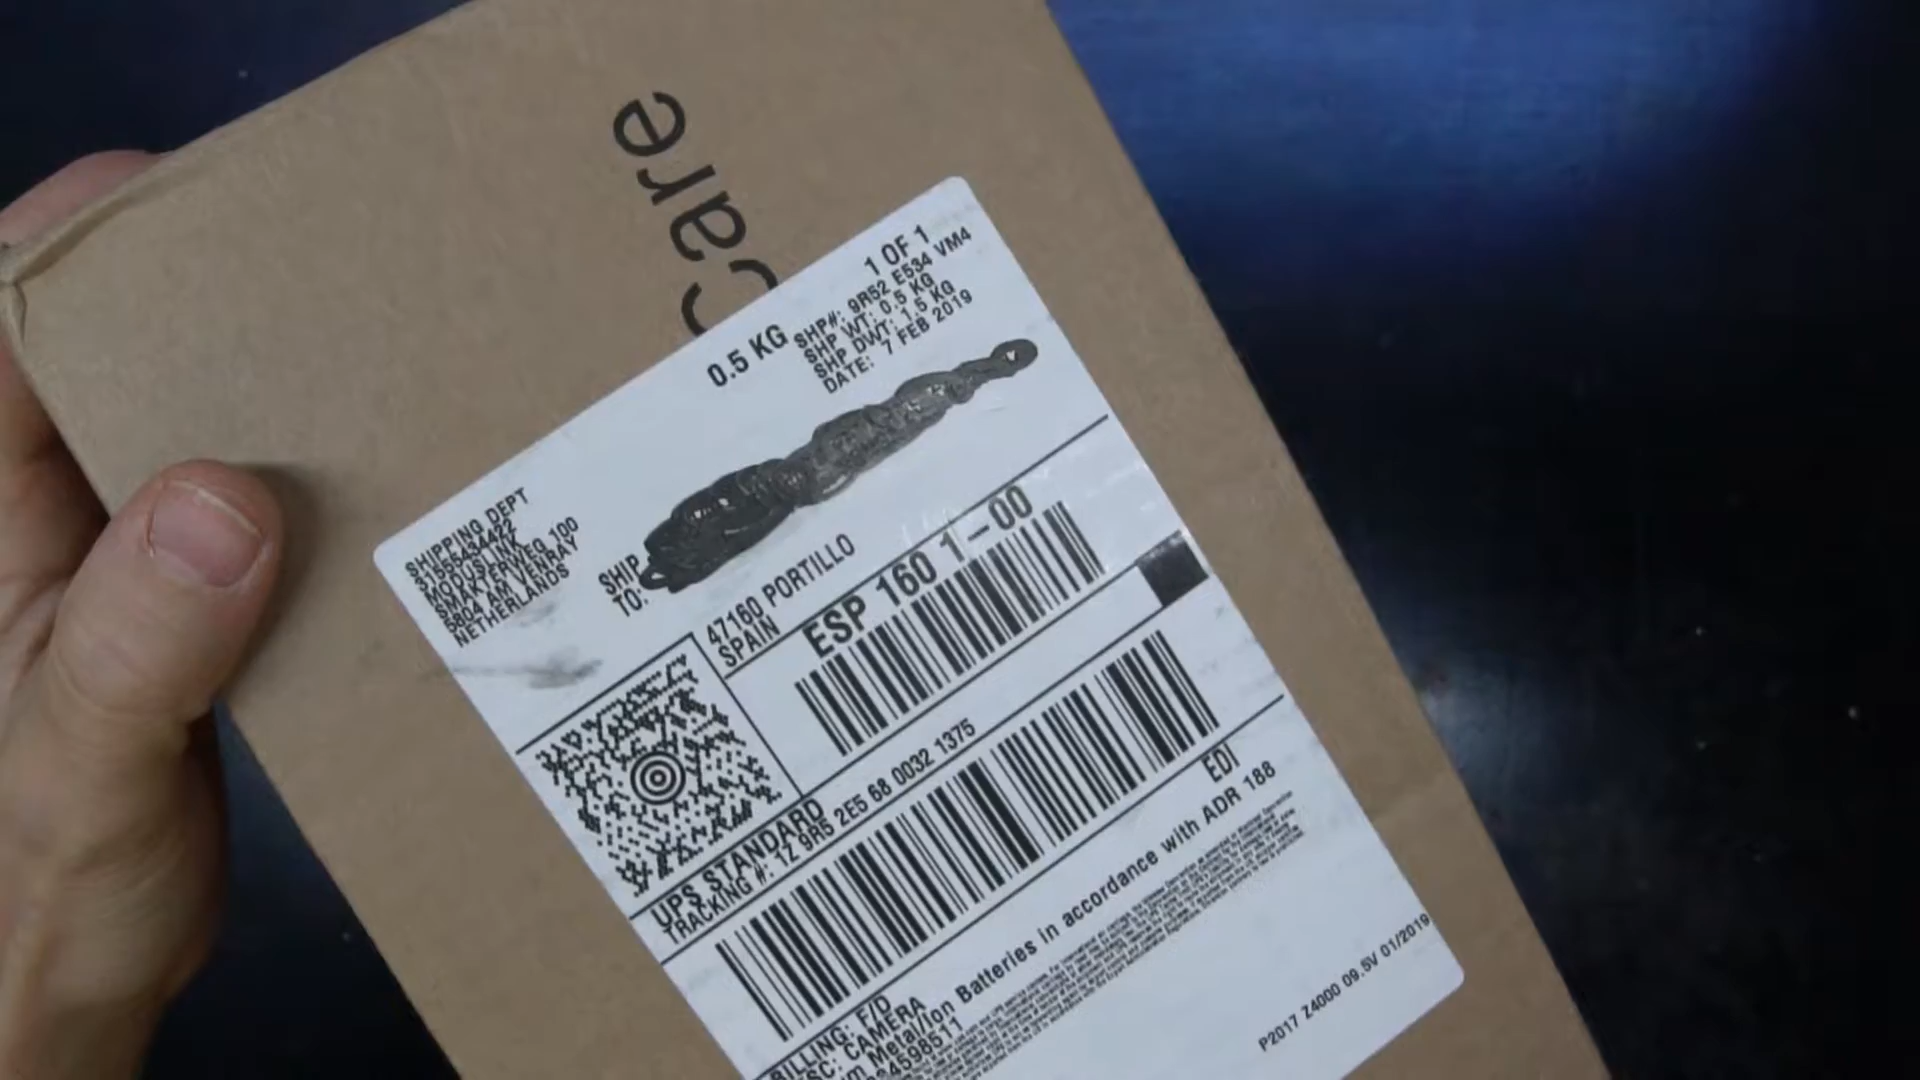 care
1 OF 1
0.5 KG
SHP#: 9R52 E534 VM4
SHP WT: 0.5 KG
SHP DWT: 1.5 KG
DATE: 7 FEB 2019
SHIPPING DEPT
31555434422
MODUSLINK
SMAKTERWEG 100
5804 AM VENRAY
NETHERLANDS
SHIP
TO:
47160 PORTILLO
SPAIN
ESP 160 1-00
UPS STANDARD
TRACKING #: 1Z 9R5 2E5 68 0032 1375
BILLING: F/D
EDI
SC: CAMERA
m Metal/Ion Batteries in accordance with ADR 188
P2017 Z4000 09.5V 01/2019